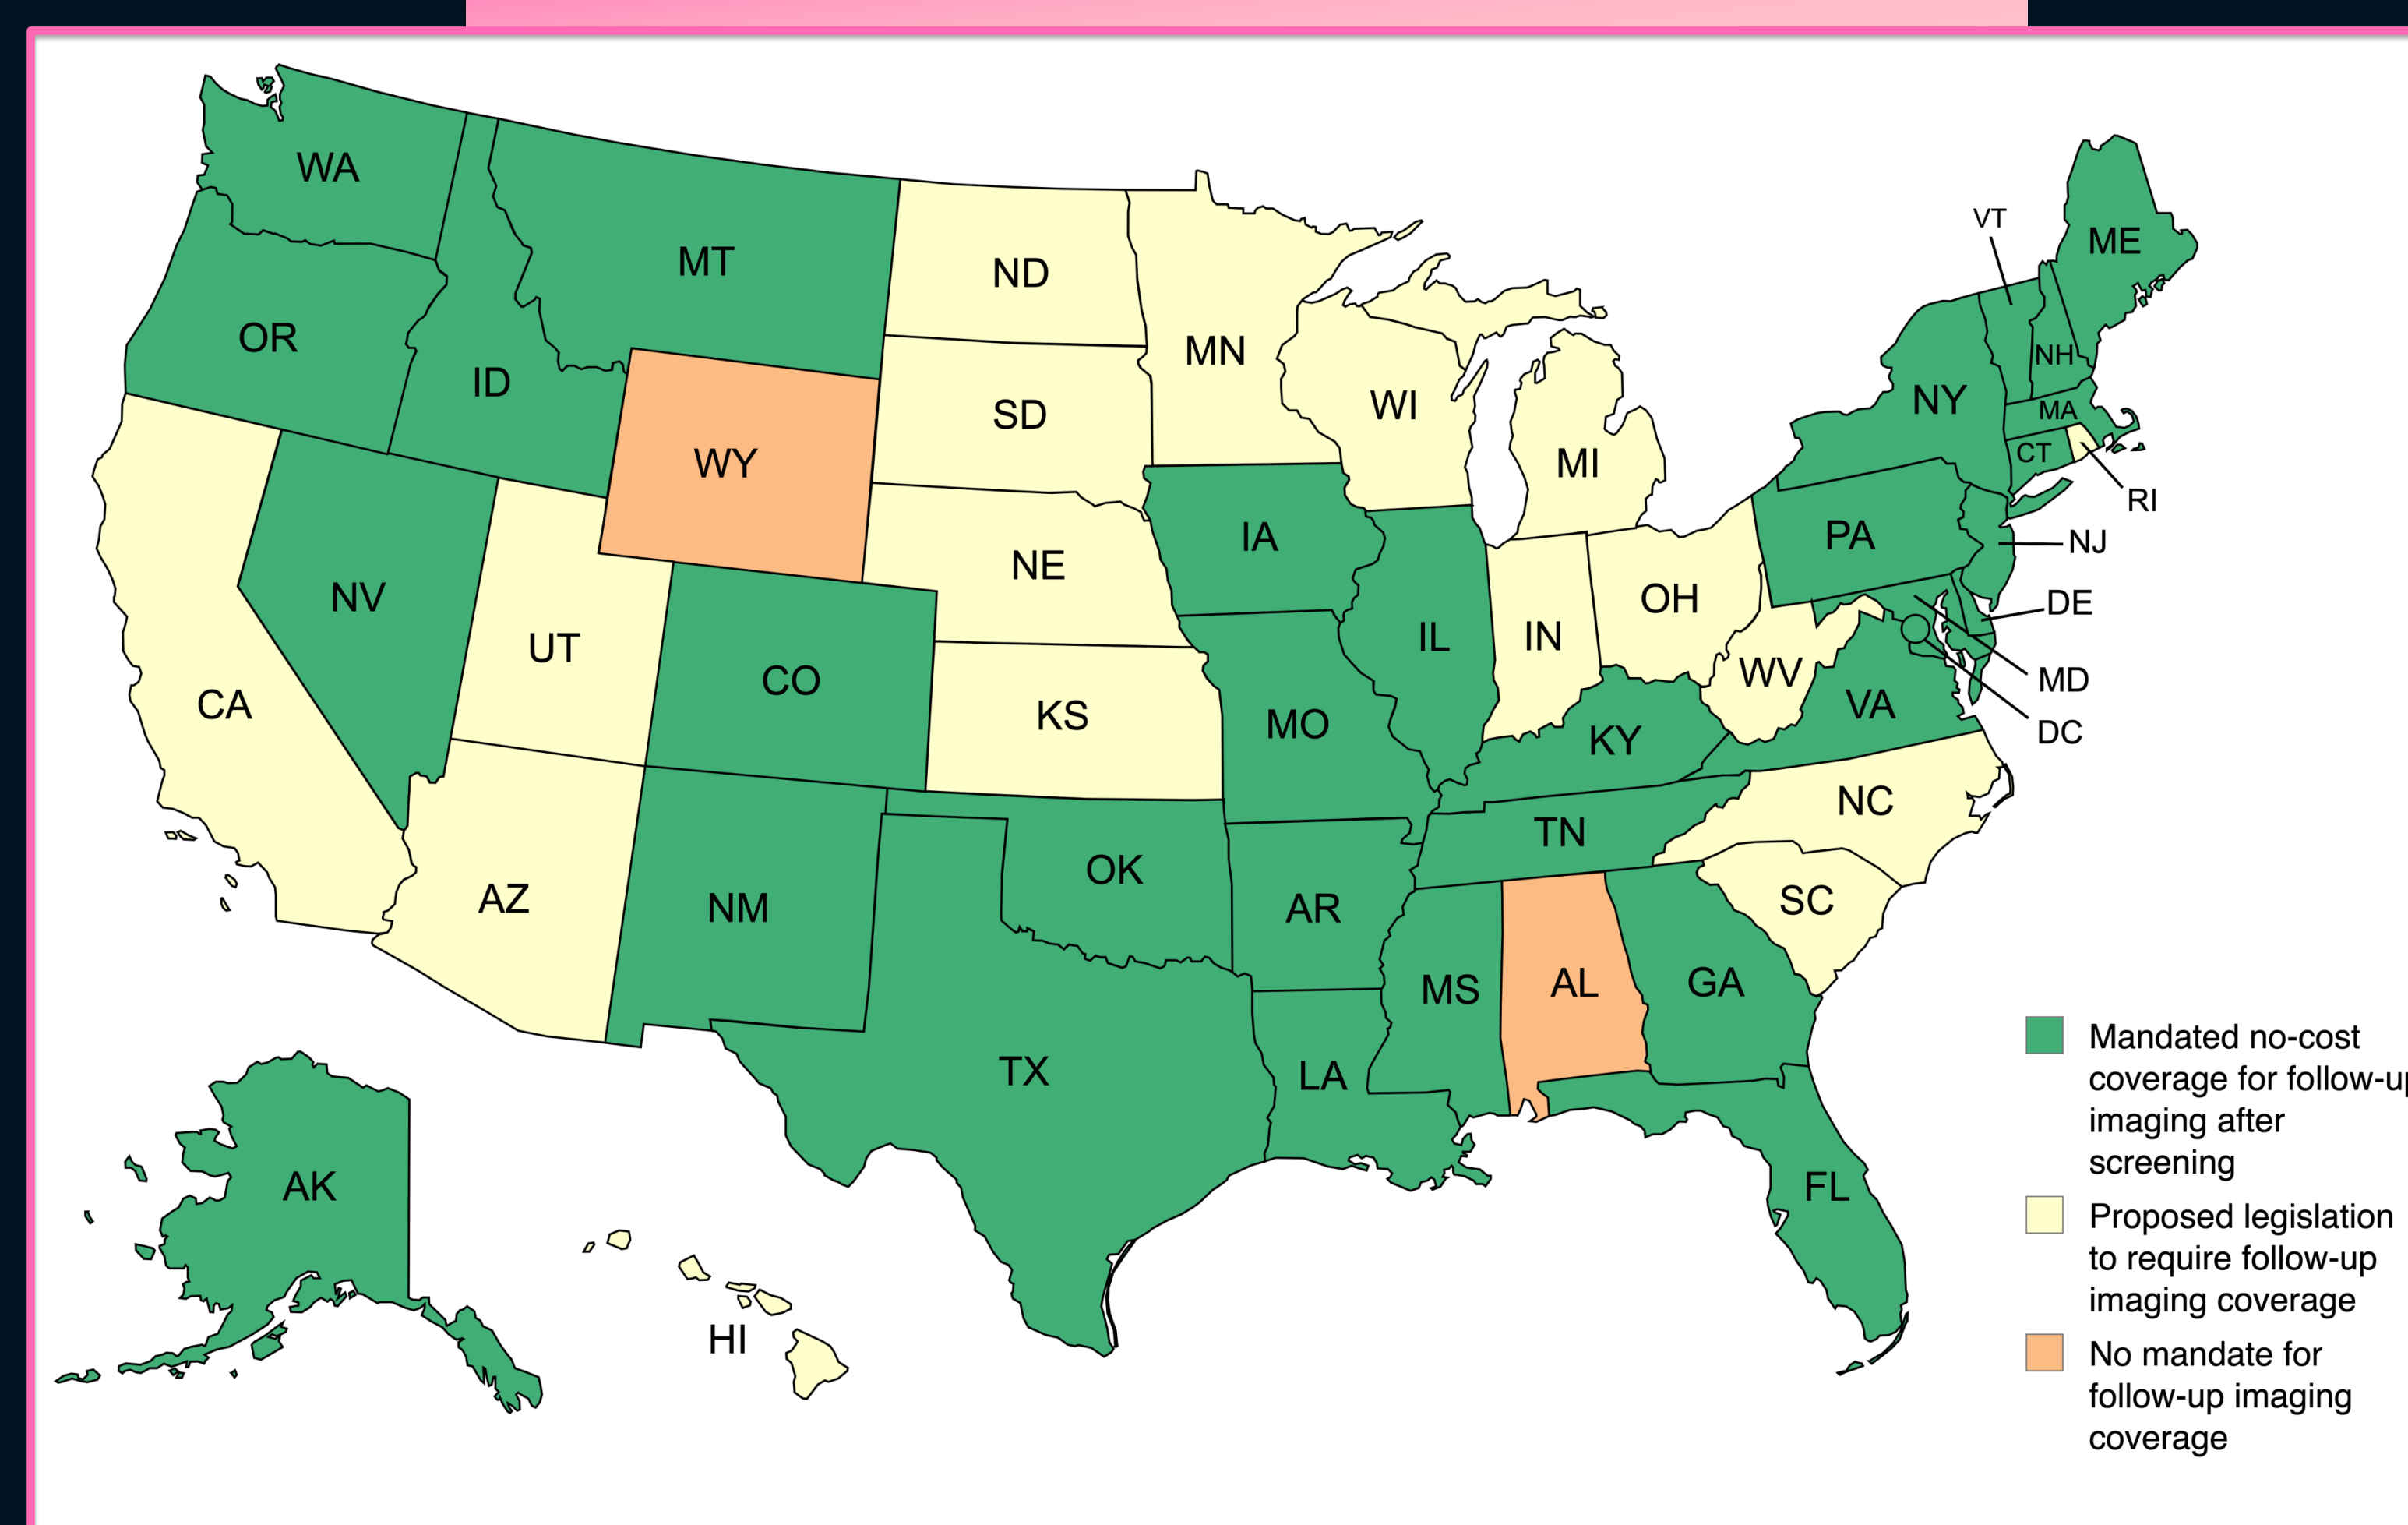 WA
MT
ND
MN
VT
ME
OR
ID
SD
WI
NH
NY
MA
WY
MI
CT
RI
NE
IA
PA
NJ
NV
UT
CO
IL
IN
OH
DE
WV
MD
CA
KS
MO
KY
VA
DC
AZ
NM
OK
AR
TN
NC
SC
MS
AL
GA
TX
LA
AK
FL
HI
Mandated no-cost
coverage for follow-up
imaging after
screening
Proposed legislation
to require follow-up
imaging coverage
No mandate for
follow-up imaging
coverage